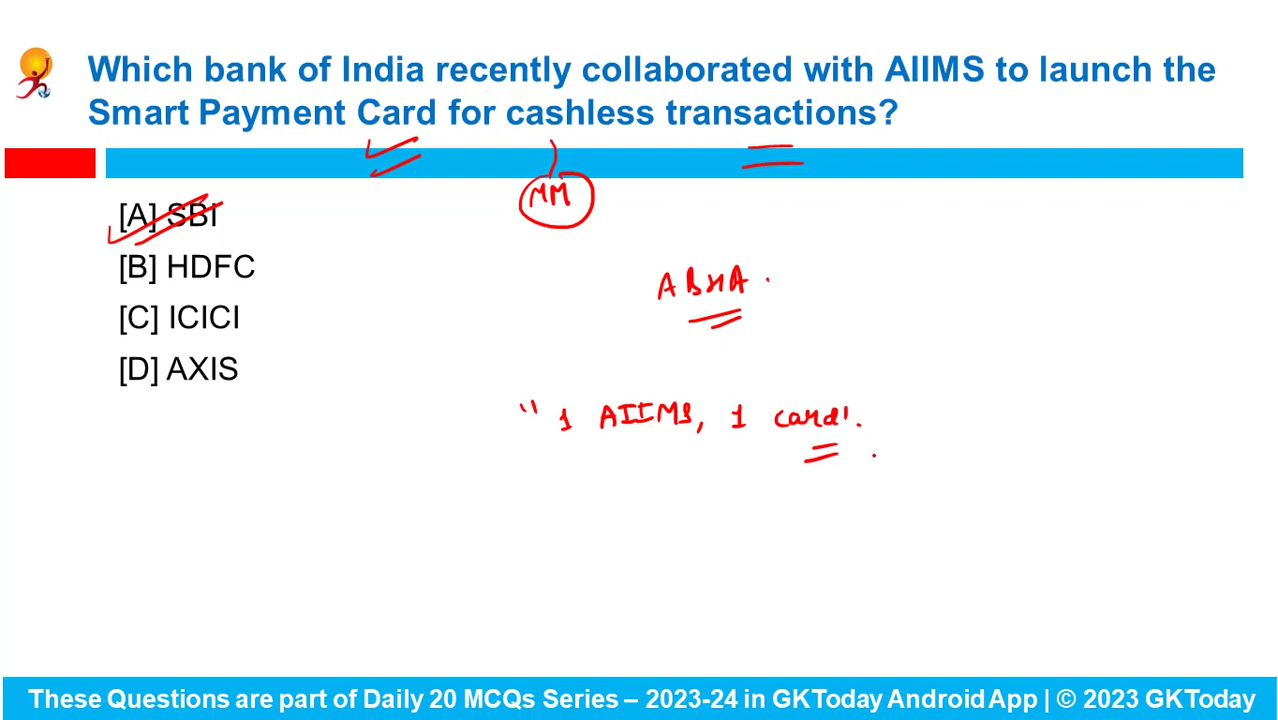 Which bank of India recently collaborated with AIIMS to launch the
Smart Payment Card for cashless transactions?
MM
[A] SBI
[B] HDFC
ABHA.
[C] ICICI
[D] AXIS
" 1 AIIMS, 1 card'.
These Questions are part of Daily 20 MCQs Series – 2023-24 in GKToday Android App | © 2023 GKToday